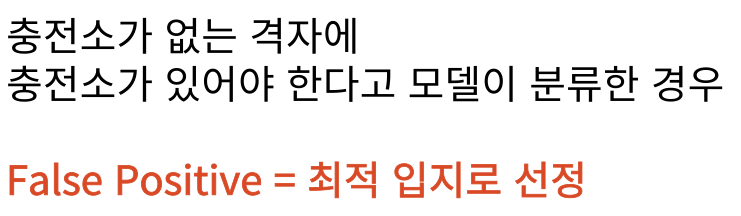 충전소가 없는 격자에
충전소가 있어야 한다고 모델이 분류한 경우
False Positive = 최적 입지로 선정